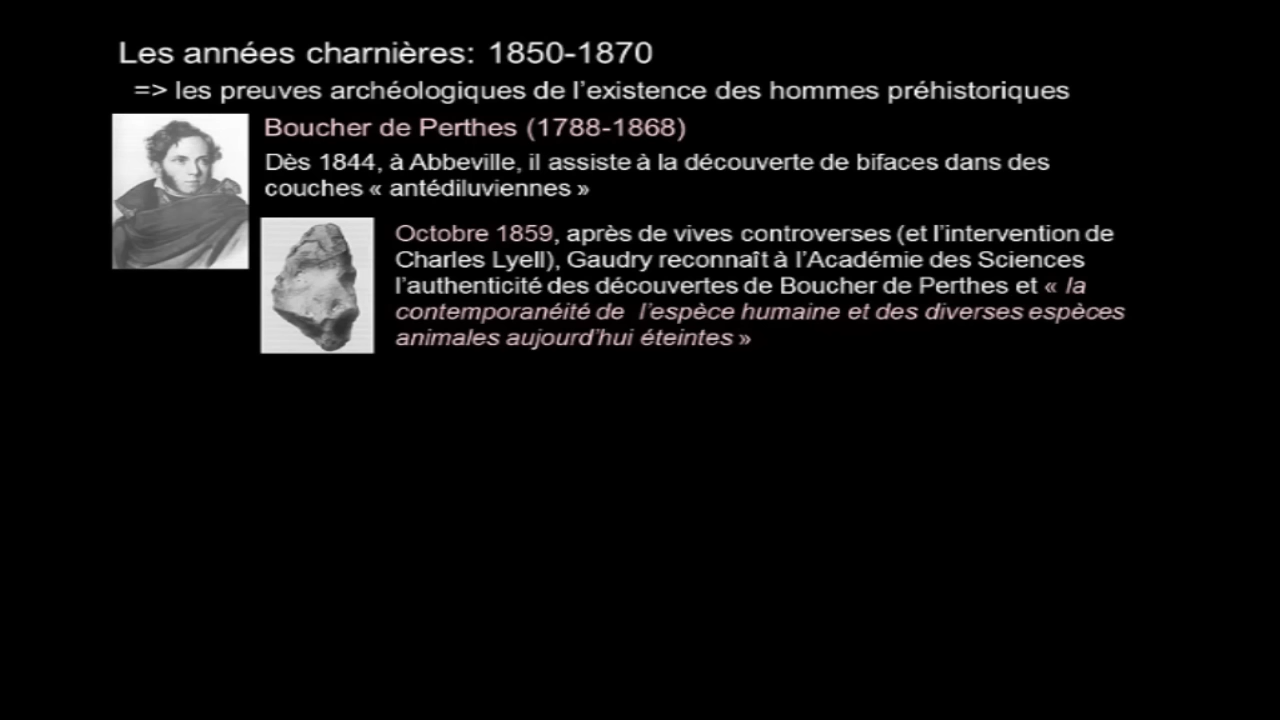 Les années charnières: 1850-1870
=> les preuves archéologiques de l'existence des hommes préhistoriques
Boucher de Perthes (1788-1868)
Dès 1844, à Abbeville, il assiste à la découverte de bifaces dans des
couches « antédiluviennes »
Octobre 1859, après de vives controverses (et l'intervention de
Charles Lyell), Gaudry reconnaît à l'Académie des Sciences
l'authenticité des découvertes de Boucher de Perthes et « la
contemporanéité de l'espèce humaine et des diverses espèces
animales aujourd'hui éteintes »